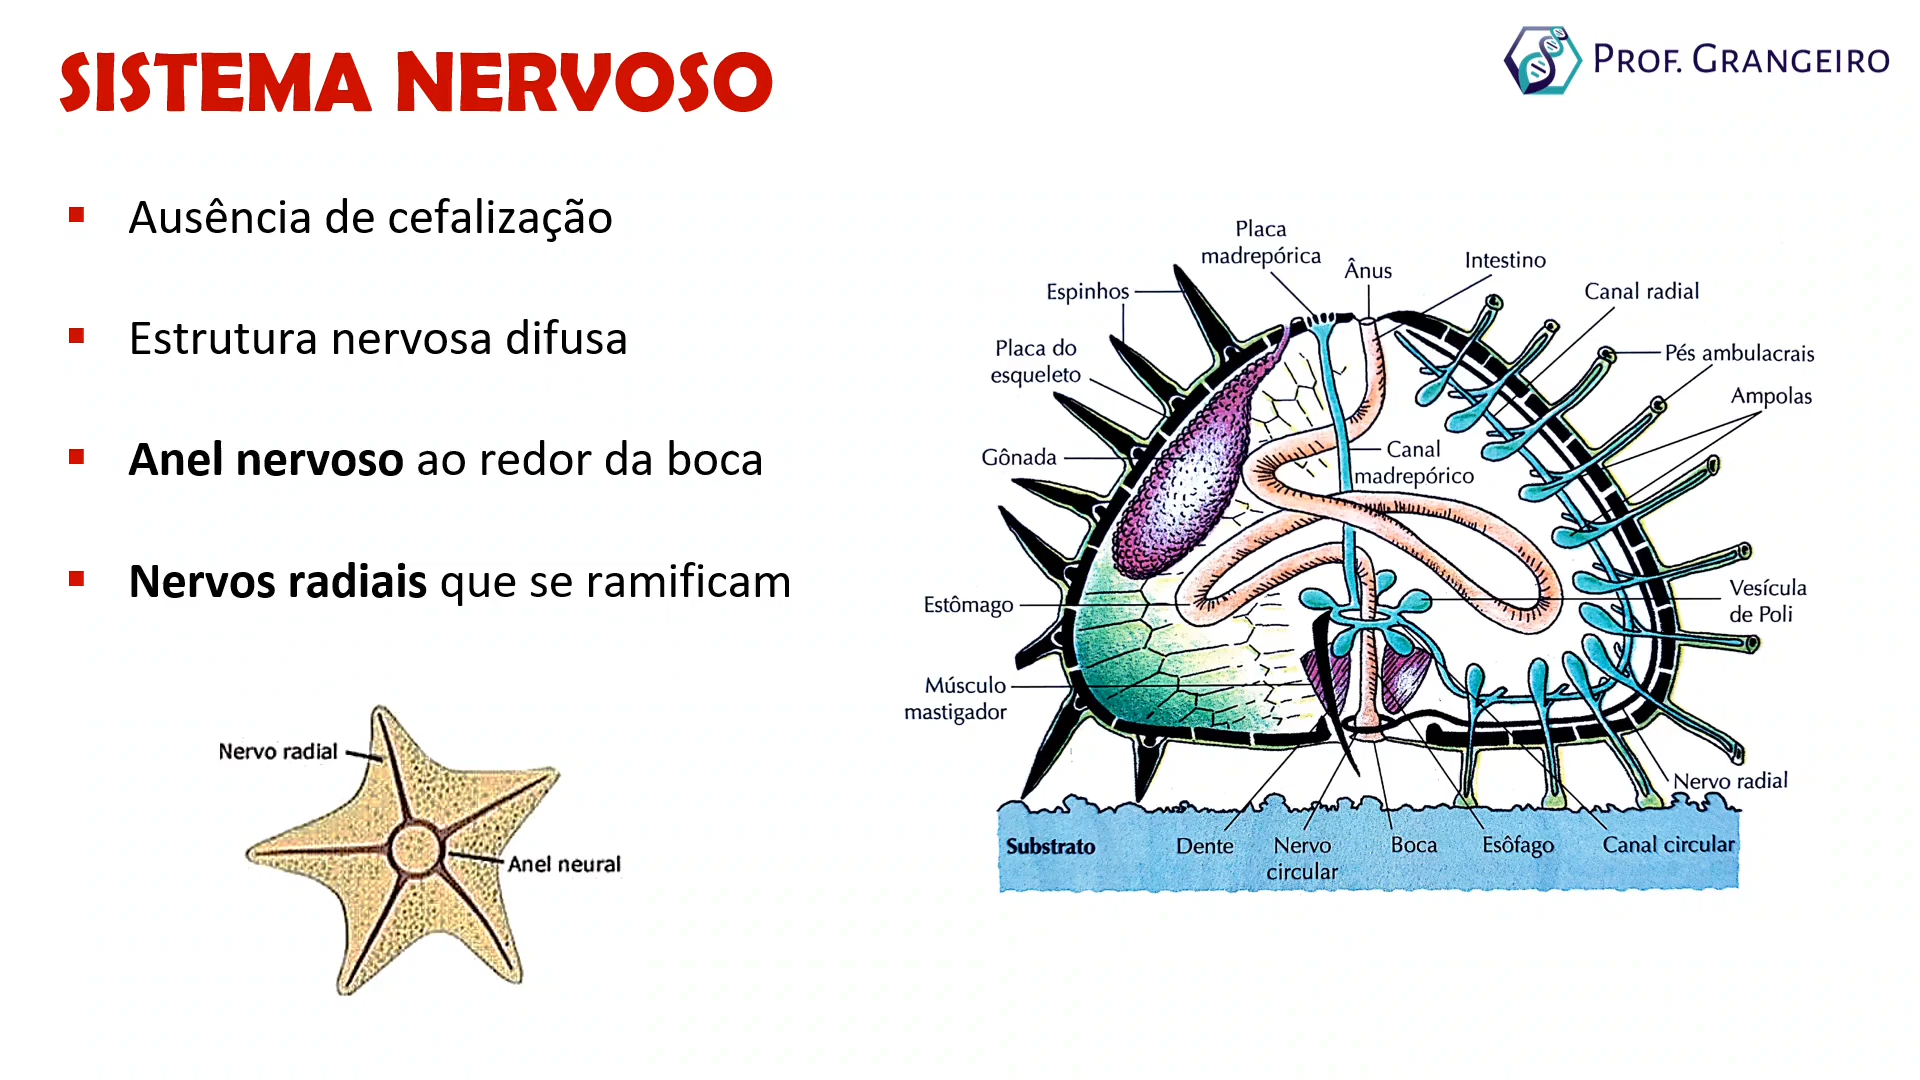 SISTEMA NERVOSO
PROF. GRANGEIRO
▪ Ausência de cefalização
▪ Estrutura nervosa difusa
▪ Anel nervoso ao redor da boca
▪ Nervos radiais que se ramificam
Nervo radial
Anel neural
Placa
madrepórica
Ânus
Intestino
Espinhos
Canal radial
Placa do
esqueleto
Pés ambulacrais
Ampolas
Gônada
Canal
madrepórico
Estômago
Vesícula
de Poli
Músculo
mastigador
Nervo radial
Substrato
Dente
Nervo
circular
Boca
Esôfago
Canal circular